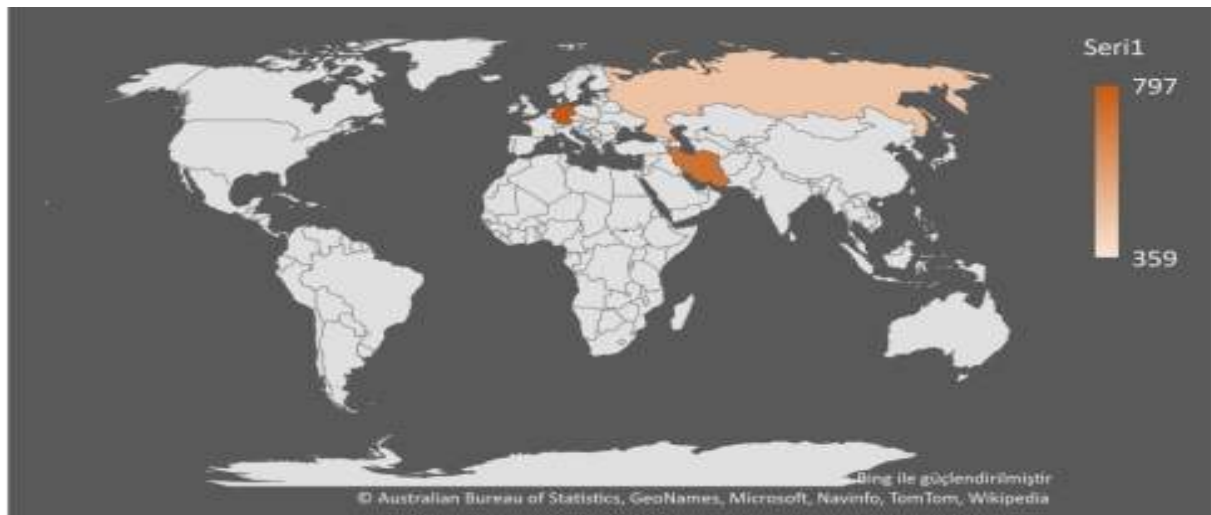 Seri1
797
359
Bing ile güçlendirilmiştir
© Australian Bureau of Statistics, GeoNames, Microsoft, Navinfo, TomTom, Wikipedia